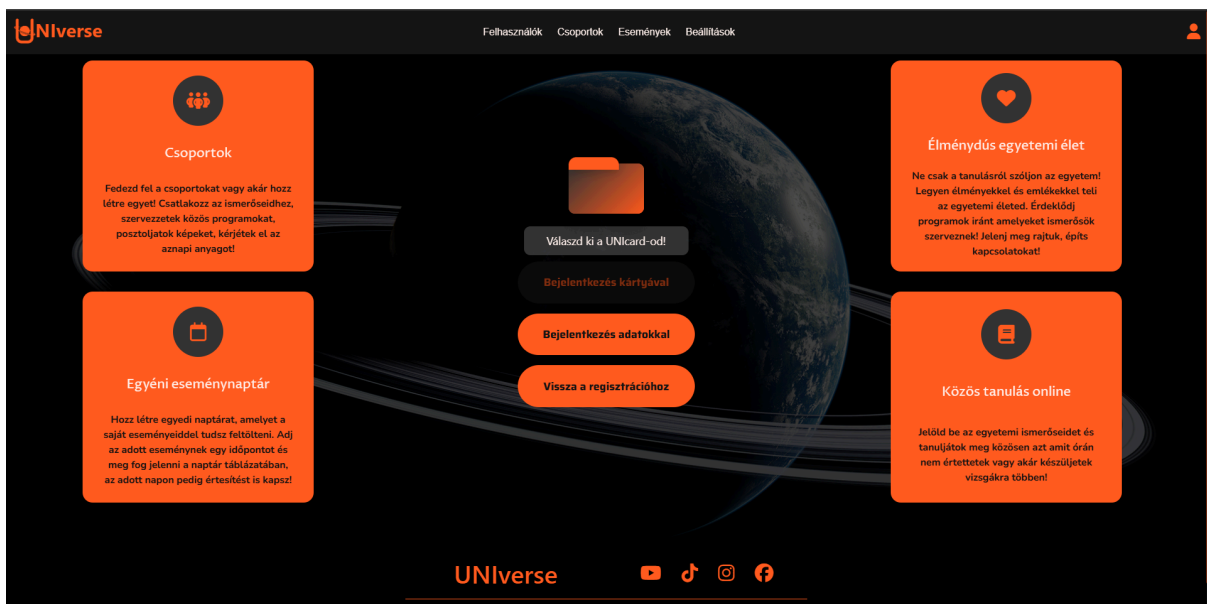 UNIverse
Felhasználók Csoportok Események Beállítások
Csoportok
Fedezd fel a csoportokat vagy akár hozz
létre egyet! Csatlakozz az ismerőseidhez,
szervezzetek közös programokat,
posztoljatok képeket, kérjétek el az
aznapi anyagot!
Egyéni eseménynaptár
Hozz létre egyedi naptárat, amelyet a
saját eseményeiddel tudsz feltölteni. Adj
az adott eseménynek egy időpontot és
meg fog jelenni a naptár táblázatában,
az adott napon pedig értesítést is kapsz!
Válaszd ki a UNIcard-od!
Bejelentkezés kártyával
Bejelentkezés adatokkal
Vissza a regisztrációhoz
Élménydús egyetemi élet
Ne csak a tanulásról szóljon az egyetem!
Legyen élményekkel és emlékekkel teli
az egyetemi életed. Érdeklődj
programok iránt amelyeket ismerősök
szerveznek! Jelenj meg rajtuk, építs
kapcsolatokat!
Közös tanulás online
Jelöld be az egyetemi ismerőseidet és
tanuljátok meg közösen azt amit órán
nem értettetek vagy akár készüljetek
vizsgákra többen!
UNIverse